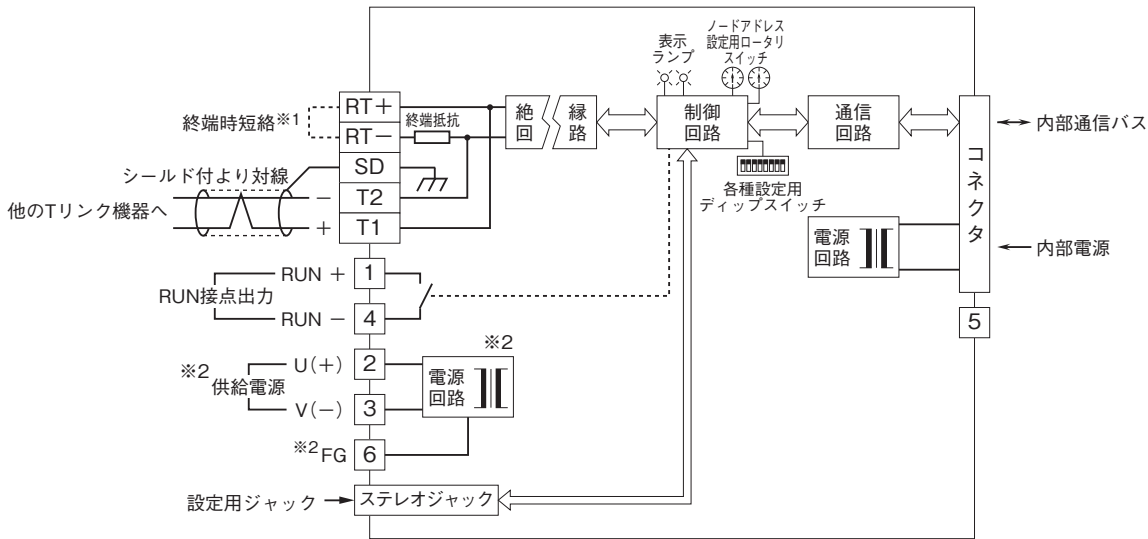 表示
ランプ
ノードアドレス
設定用ロータリ
スイッチ
RT＋
RT－
SD
T2
T1
終端時短絡※1
終端抵抗
絶
回
縁
路
制御
回路
通信
回路
コネクタ
内部通信バス
シールド付より対線
他のTリンク機器へ
－
＋
各種設定用
ディップスイッチ
電源
回路
内部電源
RUN ＋
1
RUN接点出力
RUN －
4
5
※2 供給電源
U(＋)
2
V(－)
3
※2
電源
回路
※2 FG
6
設定用ジャック
ステレオジャック